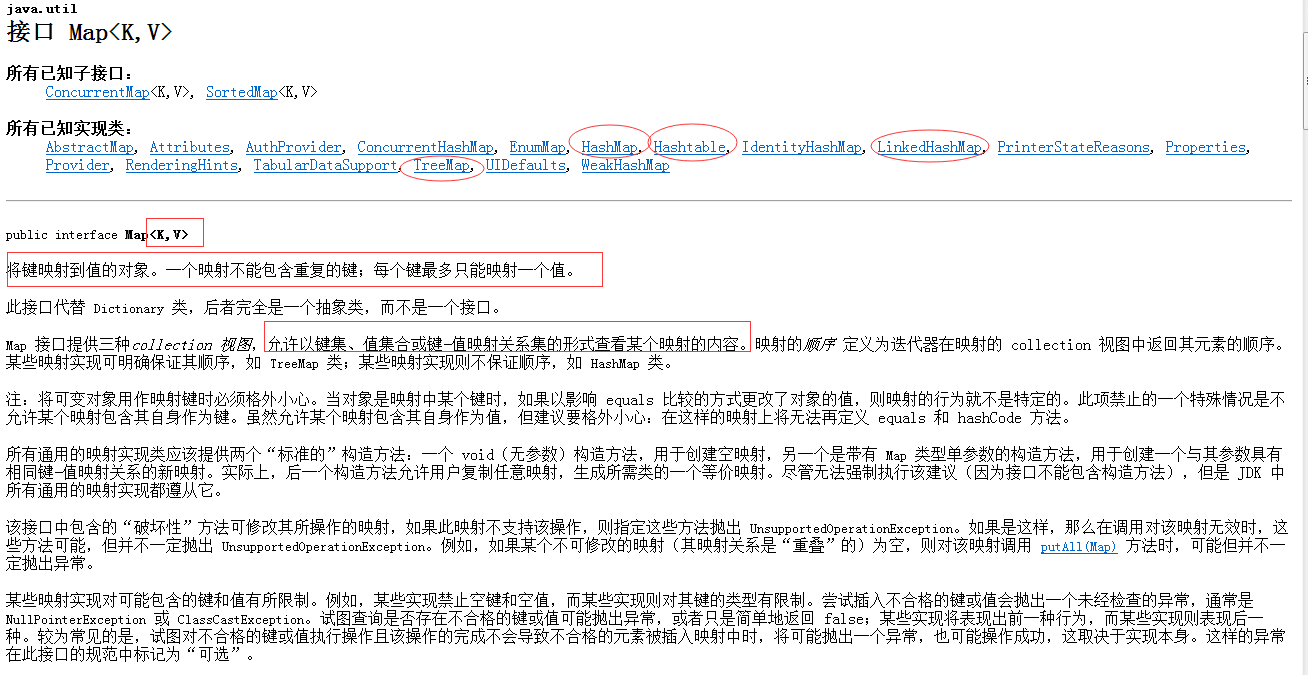 java.util
接口 Map<K,V>
所有已知子接口：
ConcurrentMap<K,V>, SortedMap<K,V>
所有已知实现类：
AbstractMap, Attributes, AuthProvider, ConcurrentHashMap, EnumMap, HashMap, Hashtable, IdentityHashMap, LinkedHashMap, PrinterStateReasons, Properties,
Provider, RenderingHints, TabularDataSupport, TreeMap, UIDefaults, WeakHashMap
public interface Map<K,V>
将键映射到值的对象。一个映射不能包含重复的键；每个键最多只能映射一个值。
此接口代替 Dictionary 类，后者完全是一个抽象类，而不是一个接口。
Map 接口提供三种collection 视图，允许以键集、值集合或键-值映射关系集的形式查看某个映射的内容。映射的顺序 定义为迭代器在映射的 collection 视图中返回其元素的顺序。
某些映射实现可明确保证其顺序，如 TreeMap 类；某些映射实现则不保证顺序，如 HashMap 类。
注：将可变对象用作映射键时必须格外小心。当对象是映射中某个键时，如果以影响 equals 比较的方式更改了对象的值，则映射的行为就不是特定的。此项禁止的一个特殊情况是不
允许某个映射包含其自身作为键。虽然允许某个映射包含其自身作为值，但建议要格外小心：在这样的映射上将无法再定义 equals 和 hashCode 方法。
所有通用的映射实现类应该提供两个“标准的”构造方法：一个 void（无参数）构造方法，用于创建空映射，另一个是带有 Map 类型单参数的构造方法，用于创建一个与其参数具有
相同键-值映射关系的新映射。实际上，后一个构造方法允许用户复制任意映射，生成所需类的一个等价映射。尽管无法强制执行该建议（因为接口不能包含构造方法），但是 JDK 中
所有通用的映射实现都遵从它。
该接口中包含的“破坏性”方法可修改其所操作的映射，如果此映射不支持该操作，则指定这些方法抛出 UnsupportedOperationException。如果是这样，那么在调用对该映射无效时，这
些方法可能，但并不一定抛出 UnsupportedOperationException。例如，如果某个不可修改的映射（其映射关系是“重叠”的）为空，则对该映射调用 putAll(Map) 方法时，可能但并不一
定抛出异常。
某些映射实现对可能包含的键和值有所限制。例如，某些实现禁止空键和空值，而某些实现则对其键的类型有限制。尝试插入不合格的键或值会抛出一个未经检查的异常，通常是
NullPointerException 或 ClassCastException。试图查询是否存在不合格的键或值可能抛出异常，或者只是简单地返回 false；某些实现将表现出前一种行为，而某些实现则表现后一
种。较为常见的是，试图对不合格的键或值执行操作且该操作的完成不会导致不合格的元素被插入映射中时，将可能抛出一个异常，也可能操作成功，这取决于实现本身。这样的异常
在此接口的规范中标记为“可选”。